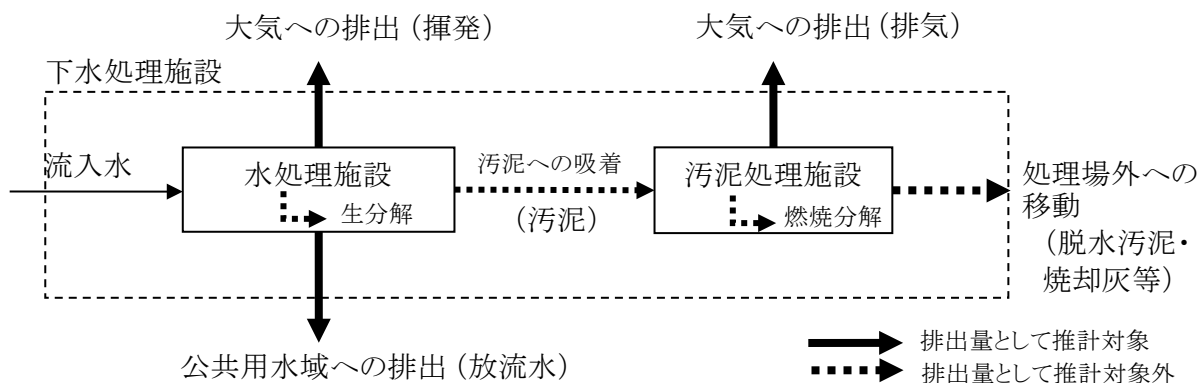 大気への排出（揮発）
大気への排出（排気）
下水処理施設
流入水
水処理施設
生分解
汚泥への吸着
（汚泥）
汚泥処理施設
燃焼分解
処理場外への
移動
（脱水汚泥・
焼却灰等）
公共用水域への排出（放流水）
排出量として推計対象
排出量として推計対象外